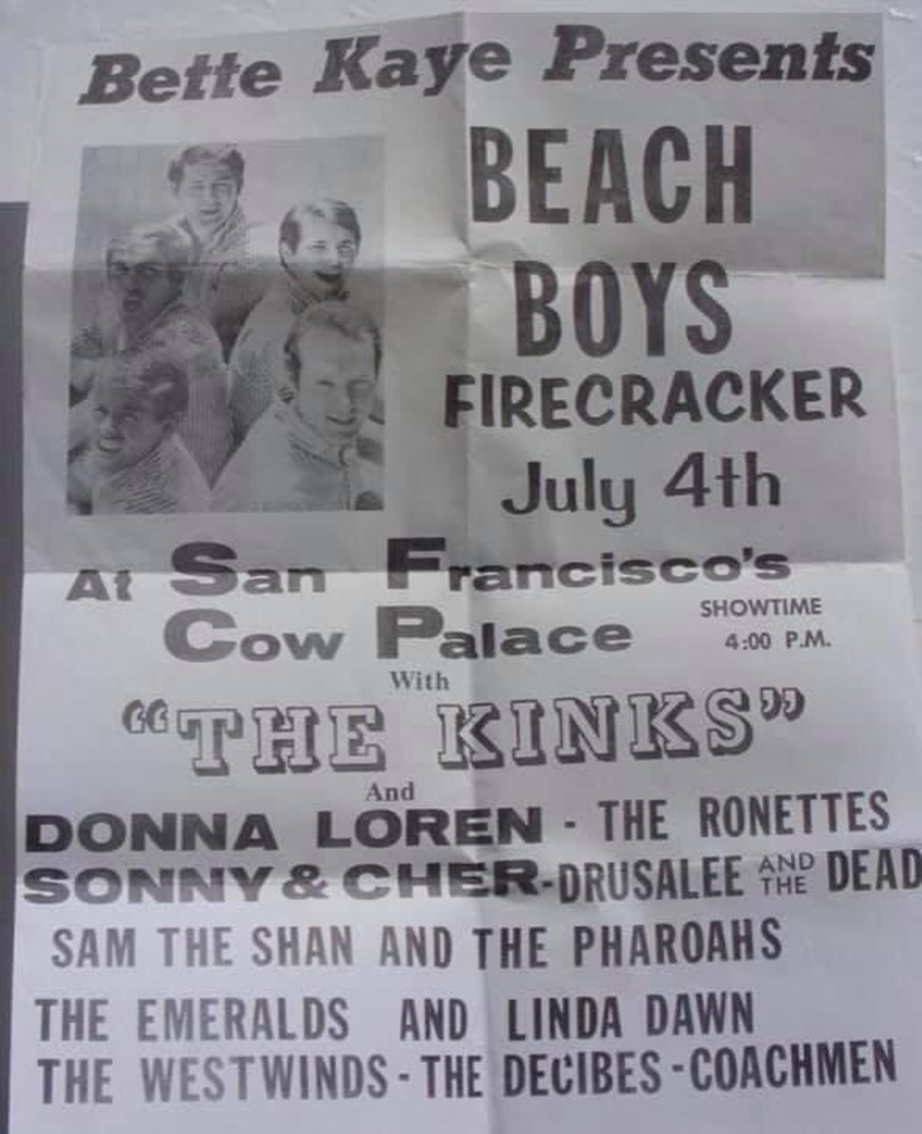 Bette Kaye Presents
BEACH
BOYS
FIRECRACKER
July 4th
At San Francisco's
Cow Palace
SHOWTIME
4:00 P.M.
With
“THE KINKS”
And
DONNA LOREN - THE RONETTES
SONNY & CHER - DRUSALEE AND THE DEAD
SAM THE SHAN AND THE PHAROAHS
THE EMERALDS AND LINDA DAWN
THE WESTWINDS - THE DECIBES - COACHMEN